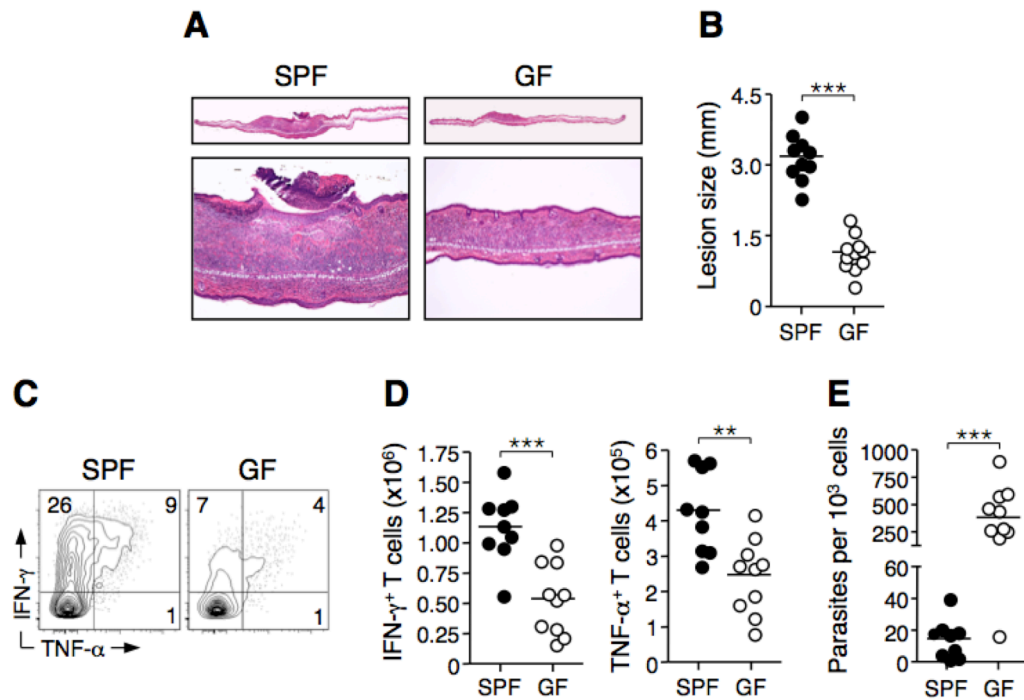 A
SPF GF
B
Lesion size (mm)
4.5
3.0
1.5
0
***
SPF GF
C
SPF GF
26 9
1
7 4
1
IFN-γ
TNF-α
D
IFN-γ+ T cells (x10⁶)
1.75
1.50
1.25
1.00
0.75
0.50
0.25
0
***
SPF GF
TNF-α+ T cells (x10⁵)
6
5
4
3
2
1
0
**
SPF GF
E
Parasites per 10³ cells
1000
750
500
250
60
40
20
0
***
SPF GF